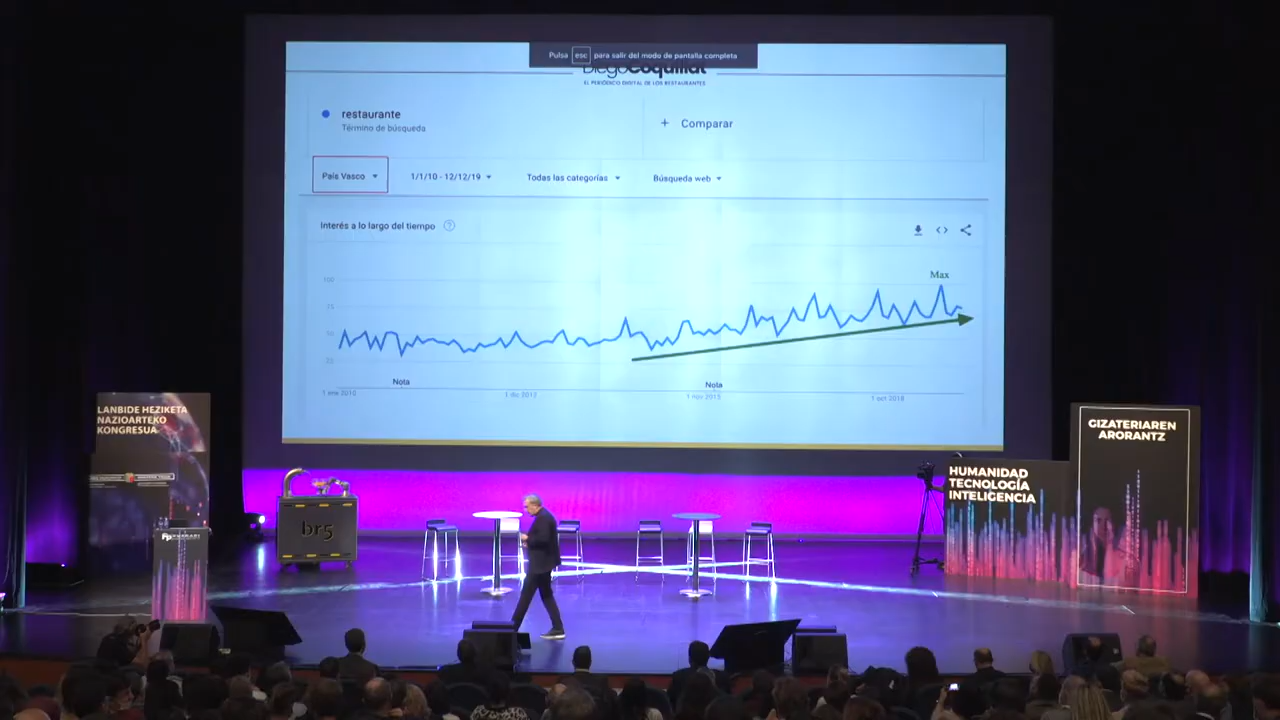 Pulsa esc para salir del modo de pantalla completa
DiegoCoquillat
EL PERIÓDICO DIGITAL DE LOS RESTAURANTES
restaurante
Término de búsqueda
+ Comparar
País Vasco
1/1/10 - 12/12/19
Todas las categorías
Búsqueda web
Interés a lo largo del tiempo
Max
100
75
50
25
Nota
Nota
1 ene 2010
1 dic 2012
1 nov 2015
1 oct 2018
LANBIDE HEZIKETA
NAZIOARTEKO
KONGRESUA
br5
HUMANIDAD
TECNOLOGÍA
INTELIGENCIA
GIZATERIAREN
ARORANTZ